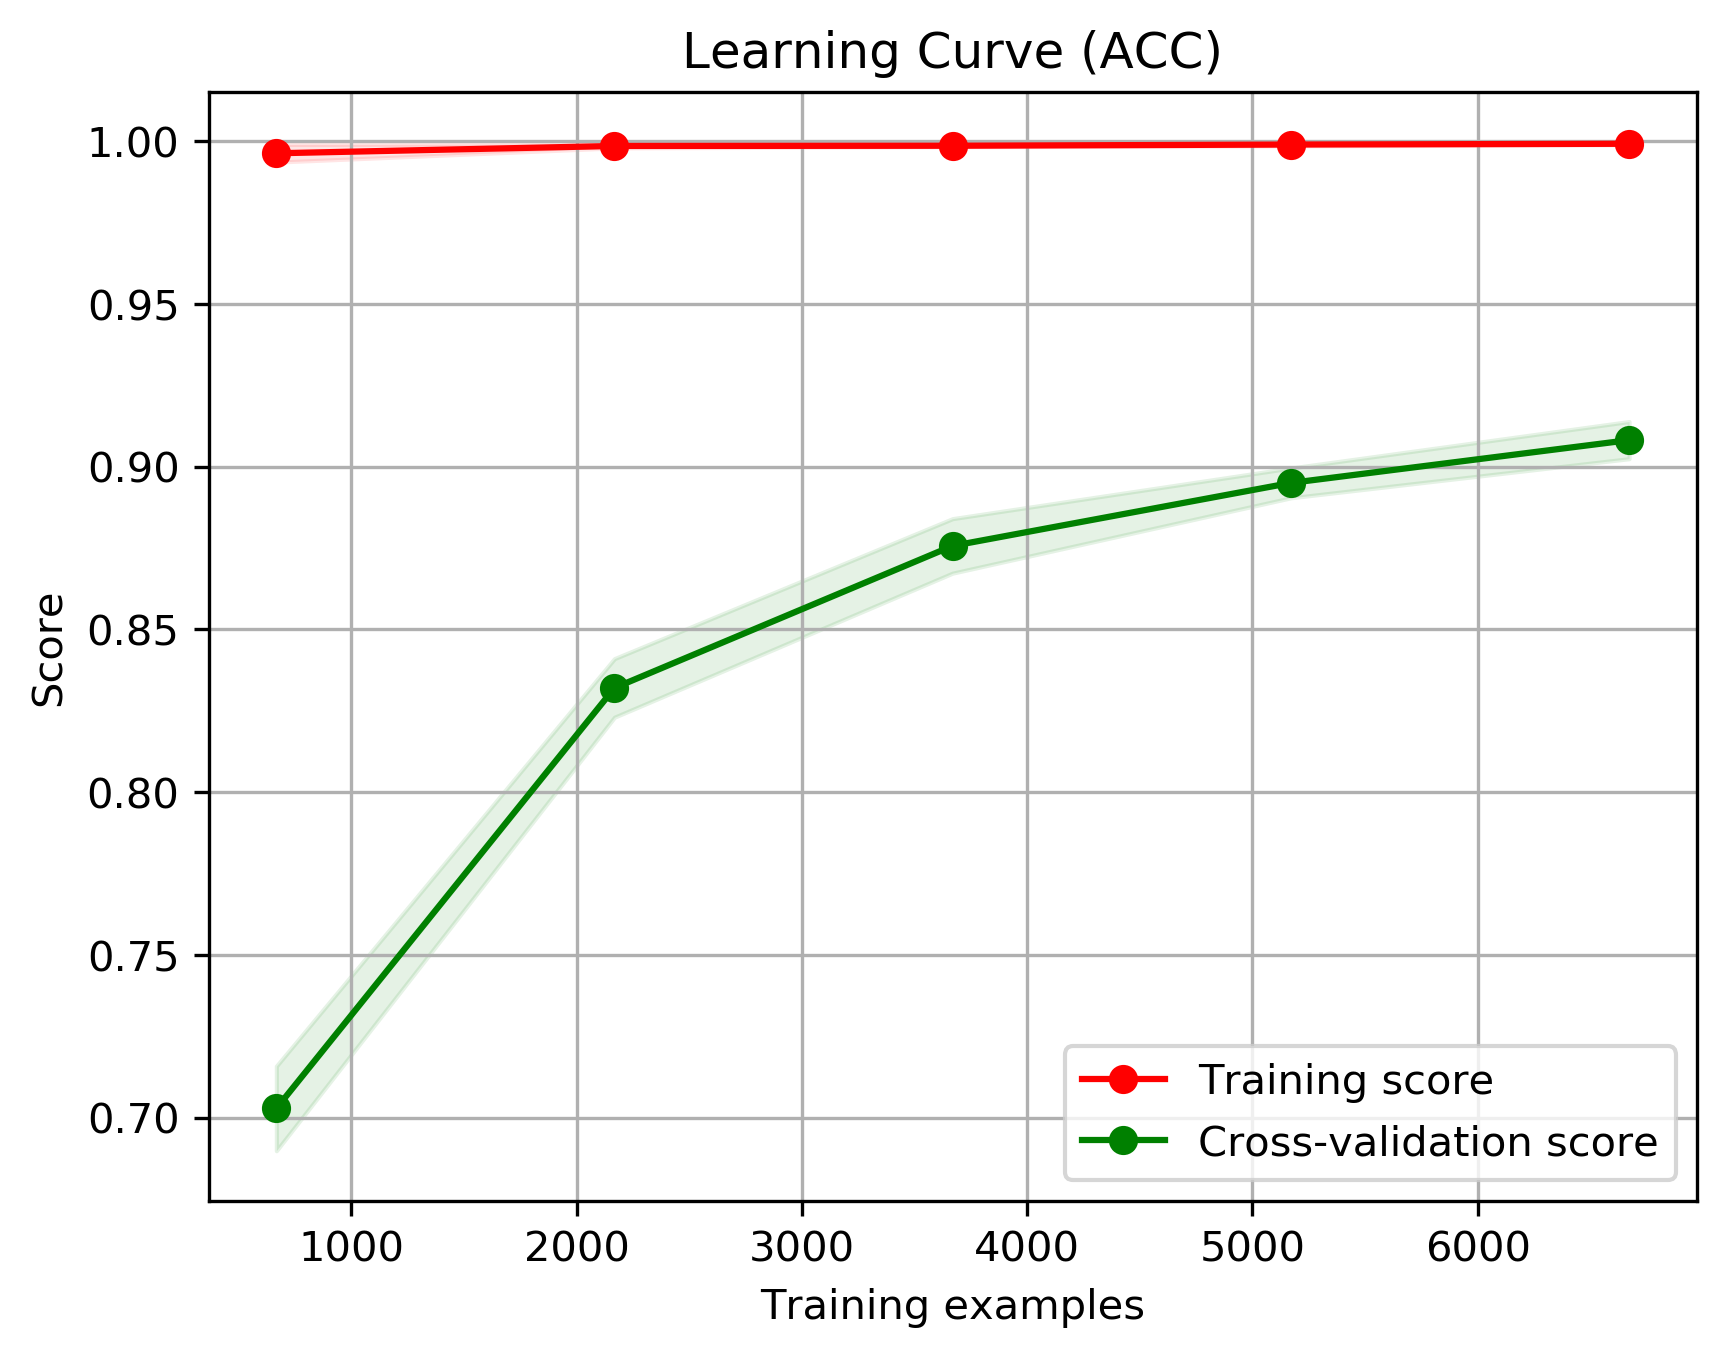 Learning Curve (ACC)
1.00
0.95
0.90
0.85
0.80
0.75
0.70
Score
Training score
Cross-validation score
1000 2000 3000 4000 5000 6000
Training examples